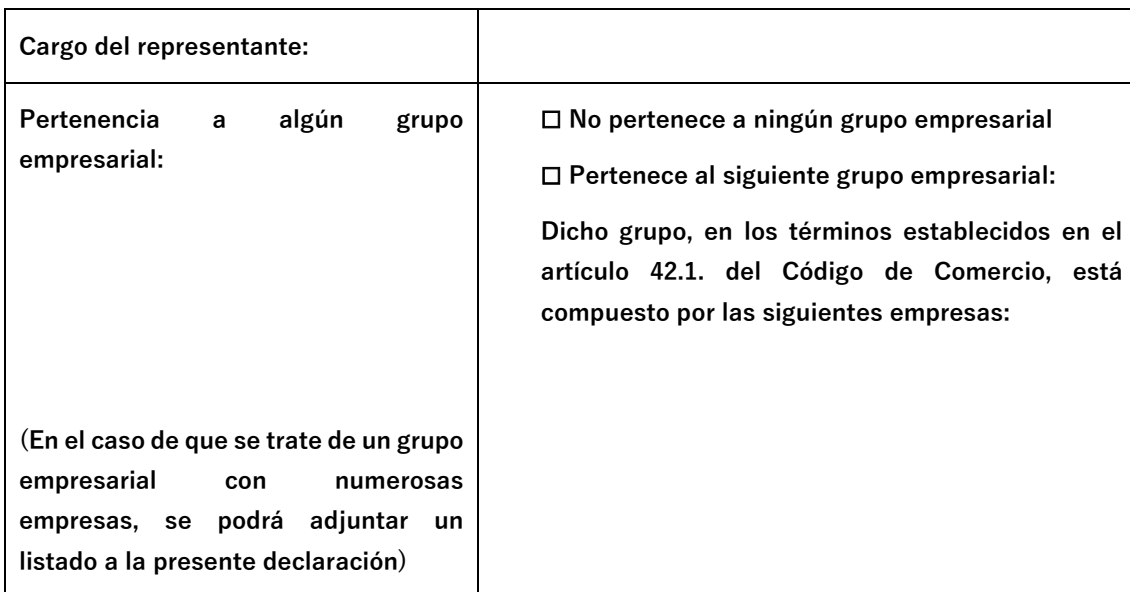 Cargo del representante:
Pertenencia a algún grupo
empresarial:
(En el caso de que se trate de un grupo
empresarial con numerosas
empresas, se podrá adjuntar un
listado a la presente declaración)
☐ No pertenece a ningún grupo empresarial
☐ Pertenece al siguiente grupo empresarial:
Dicho grupo, en los términos establecidos en el
artículo 42.1. del Código de Comercio, está
compuesto por las siguientes empresas: